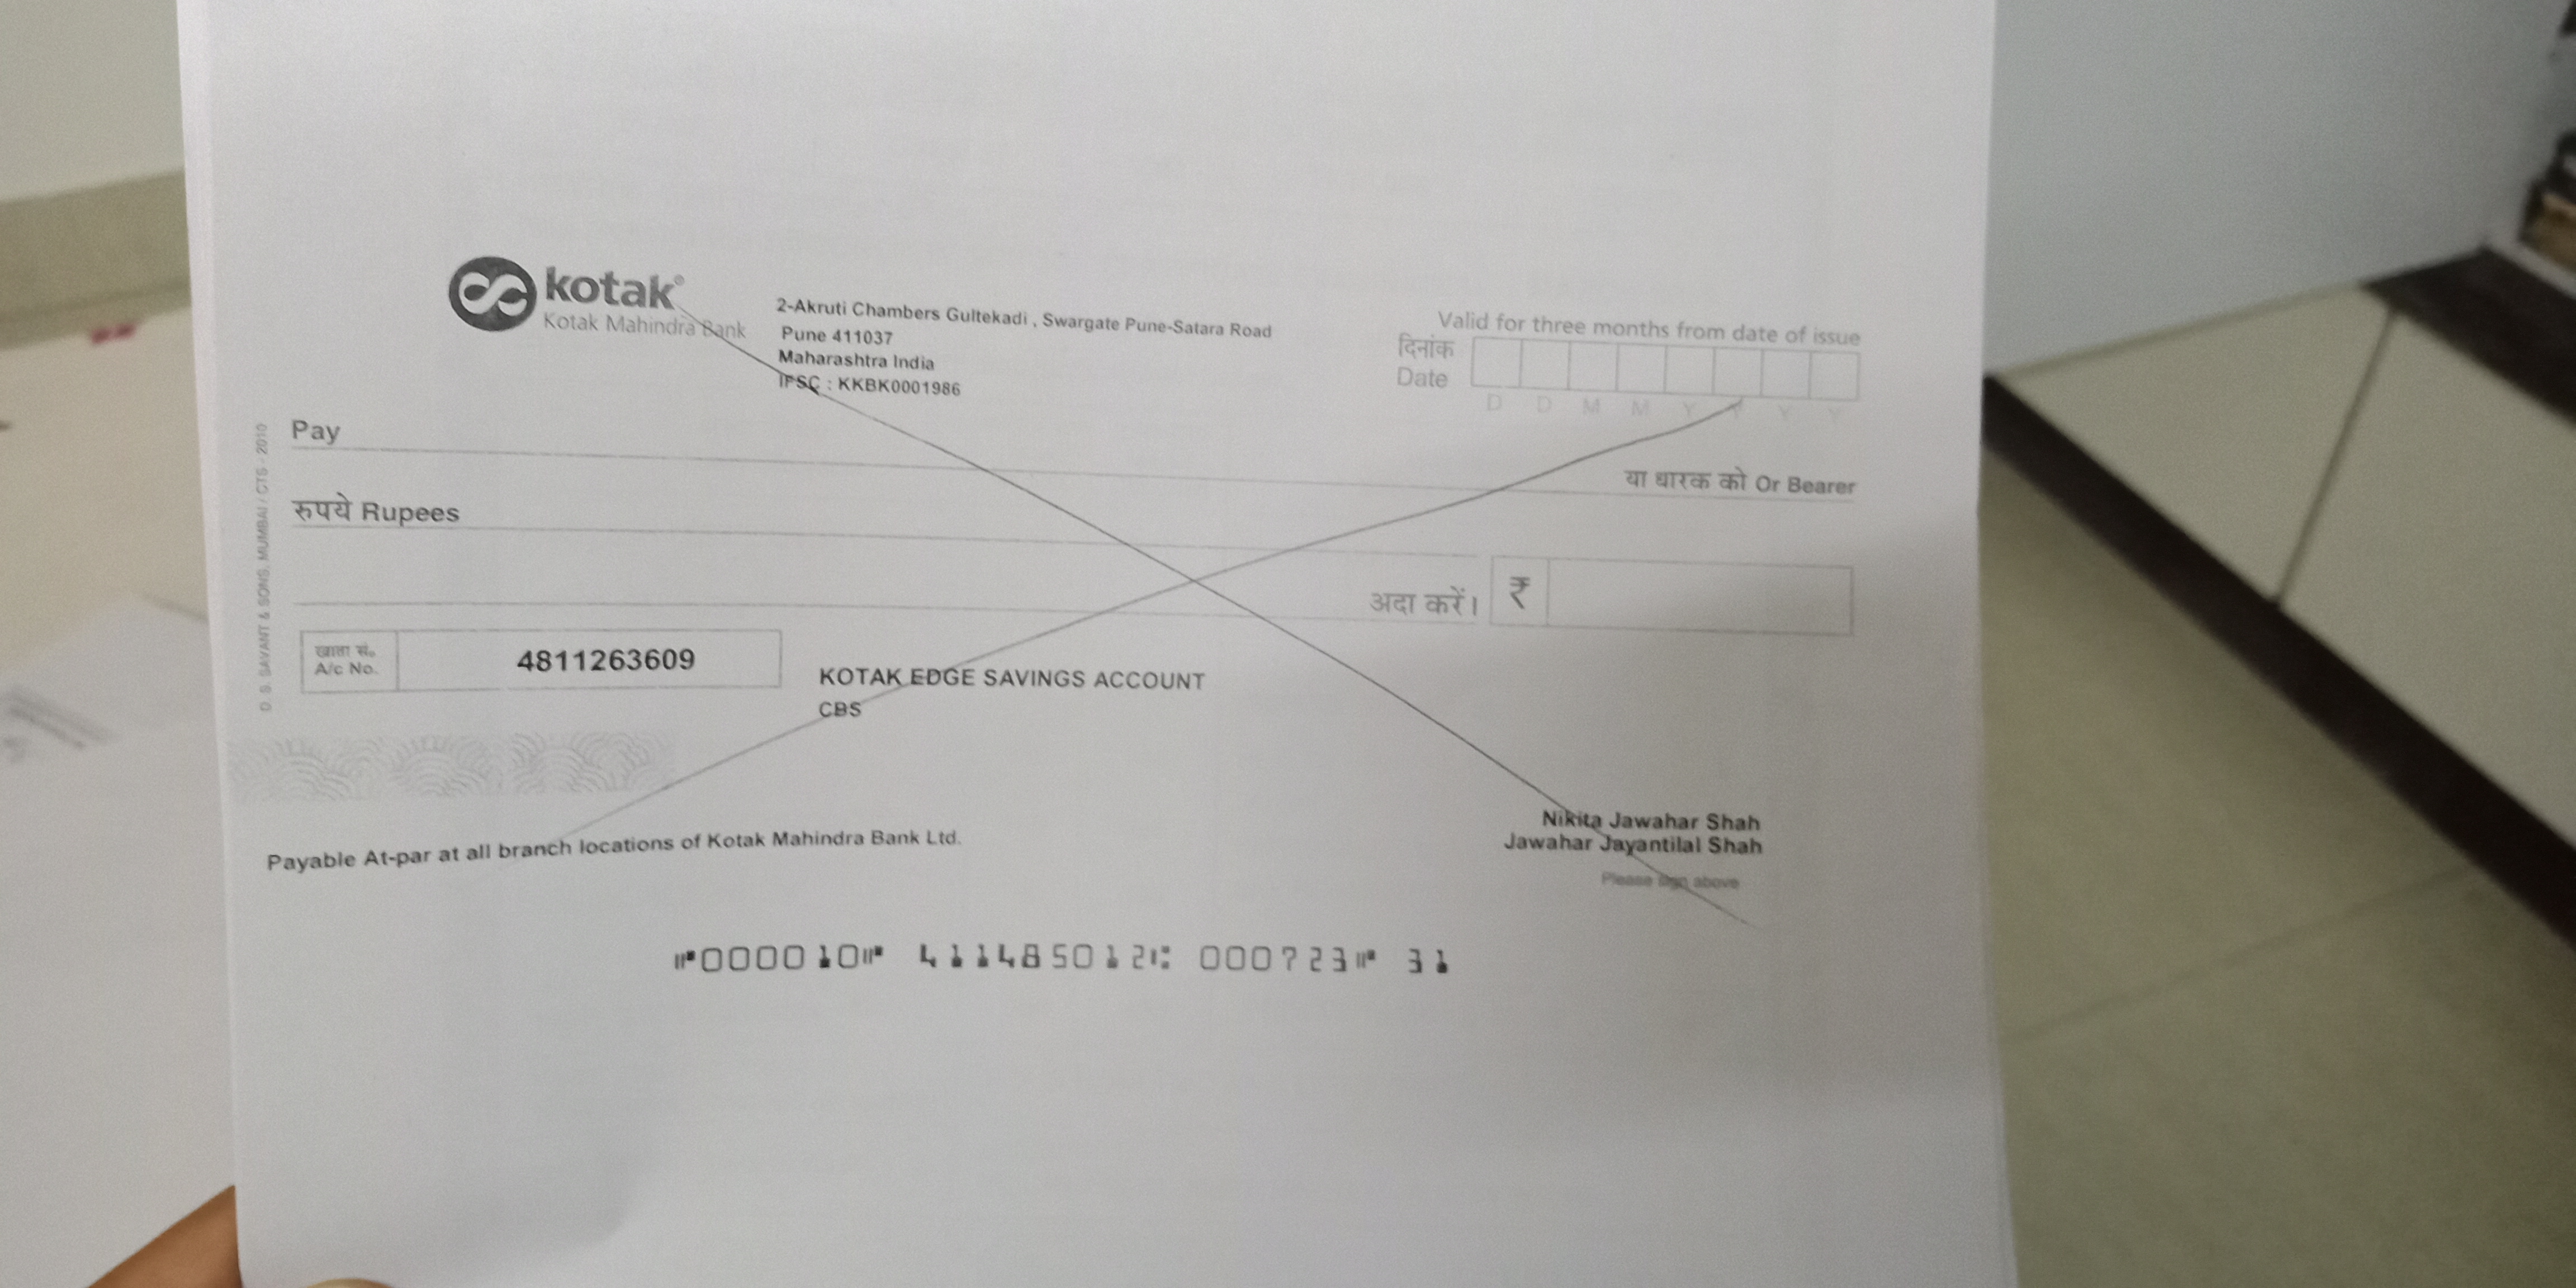 kotak®
Kotak Mahindra Bank
2-Akruti Chambers Gultekadi , Swargate Pune-Satara Road
Pune 411037
Maharashtra India
IFSC : KKBK0001986
Valid for three months from date of issue
दिनांक
Date
D D M M Y Y Y Y
Pay
या धारक को Or Bearer
रुपये Rupees
अदा करें।
₹
खाता सं.
A/c No.
4811263609
KOTAK EDGE SAVINGS ACCOUNT
CBS
D. S. SAVANT & SONS, MUMBAI / CTS - 2010
Payable At-par at all branch locations of Kotak Mahindra Bank Ltd.
Nikita Jawahar Shah
Jawahar Jayantilal Shah
Please sign above
⑈000010⑈ 411485012⑆ 000723⑈ 31